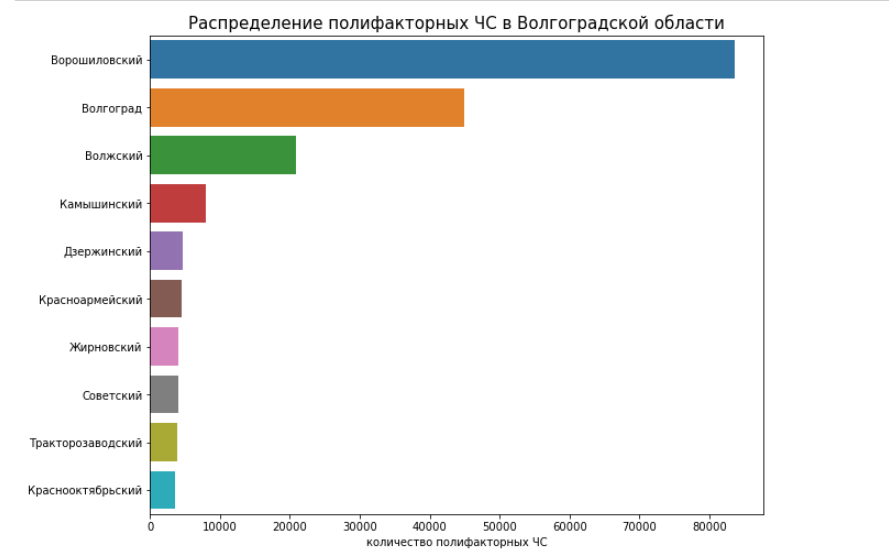 Распределение полифакторных ЧС в Волгоградской области
Ворошиловский
Волгоград
Волжский
Камышинский
Дзержинский
Красноармейский
Жирновский
Советский
Тракторозаводский
Краснооктябрьский
0 10000 20000 30000 40000 50000 60000 70000 80000
количество полифакторных ЧС